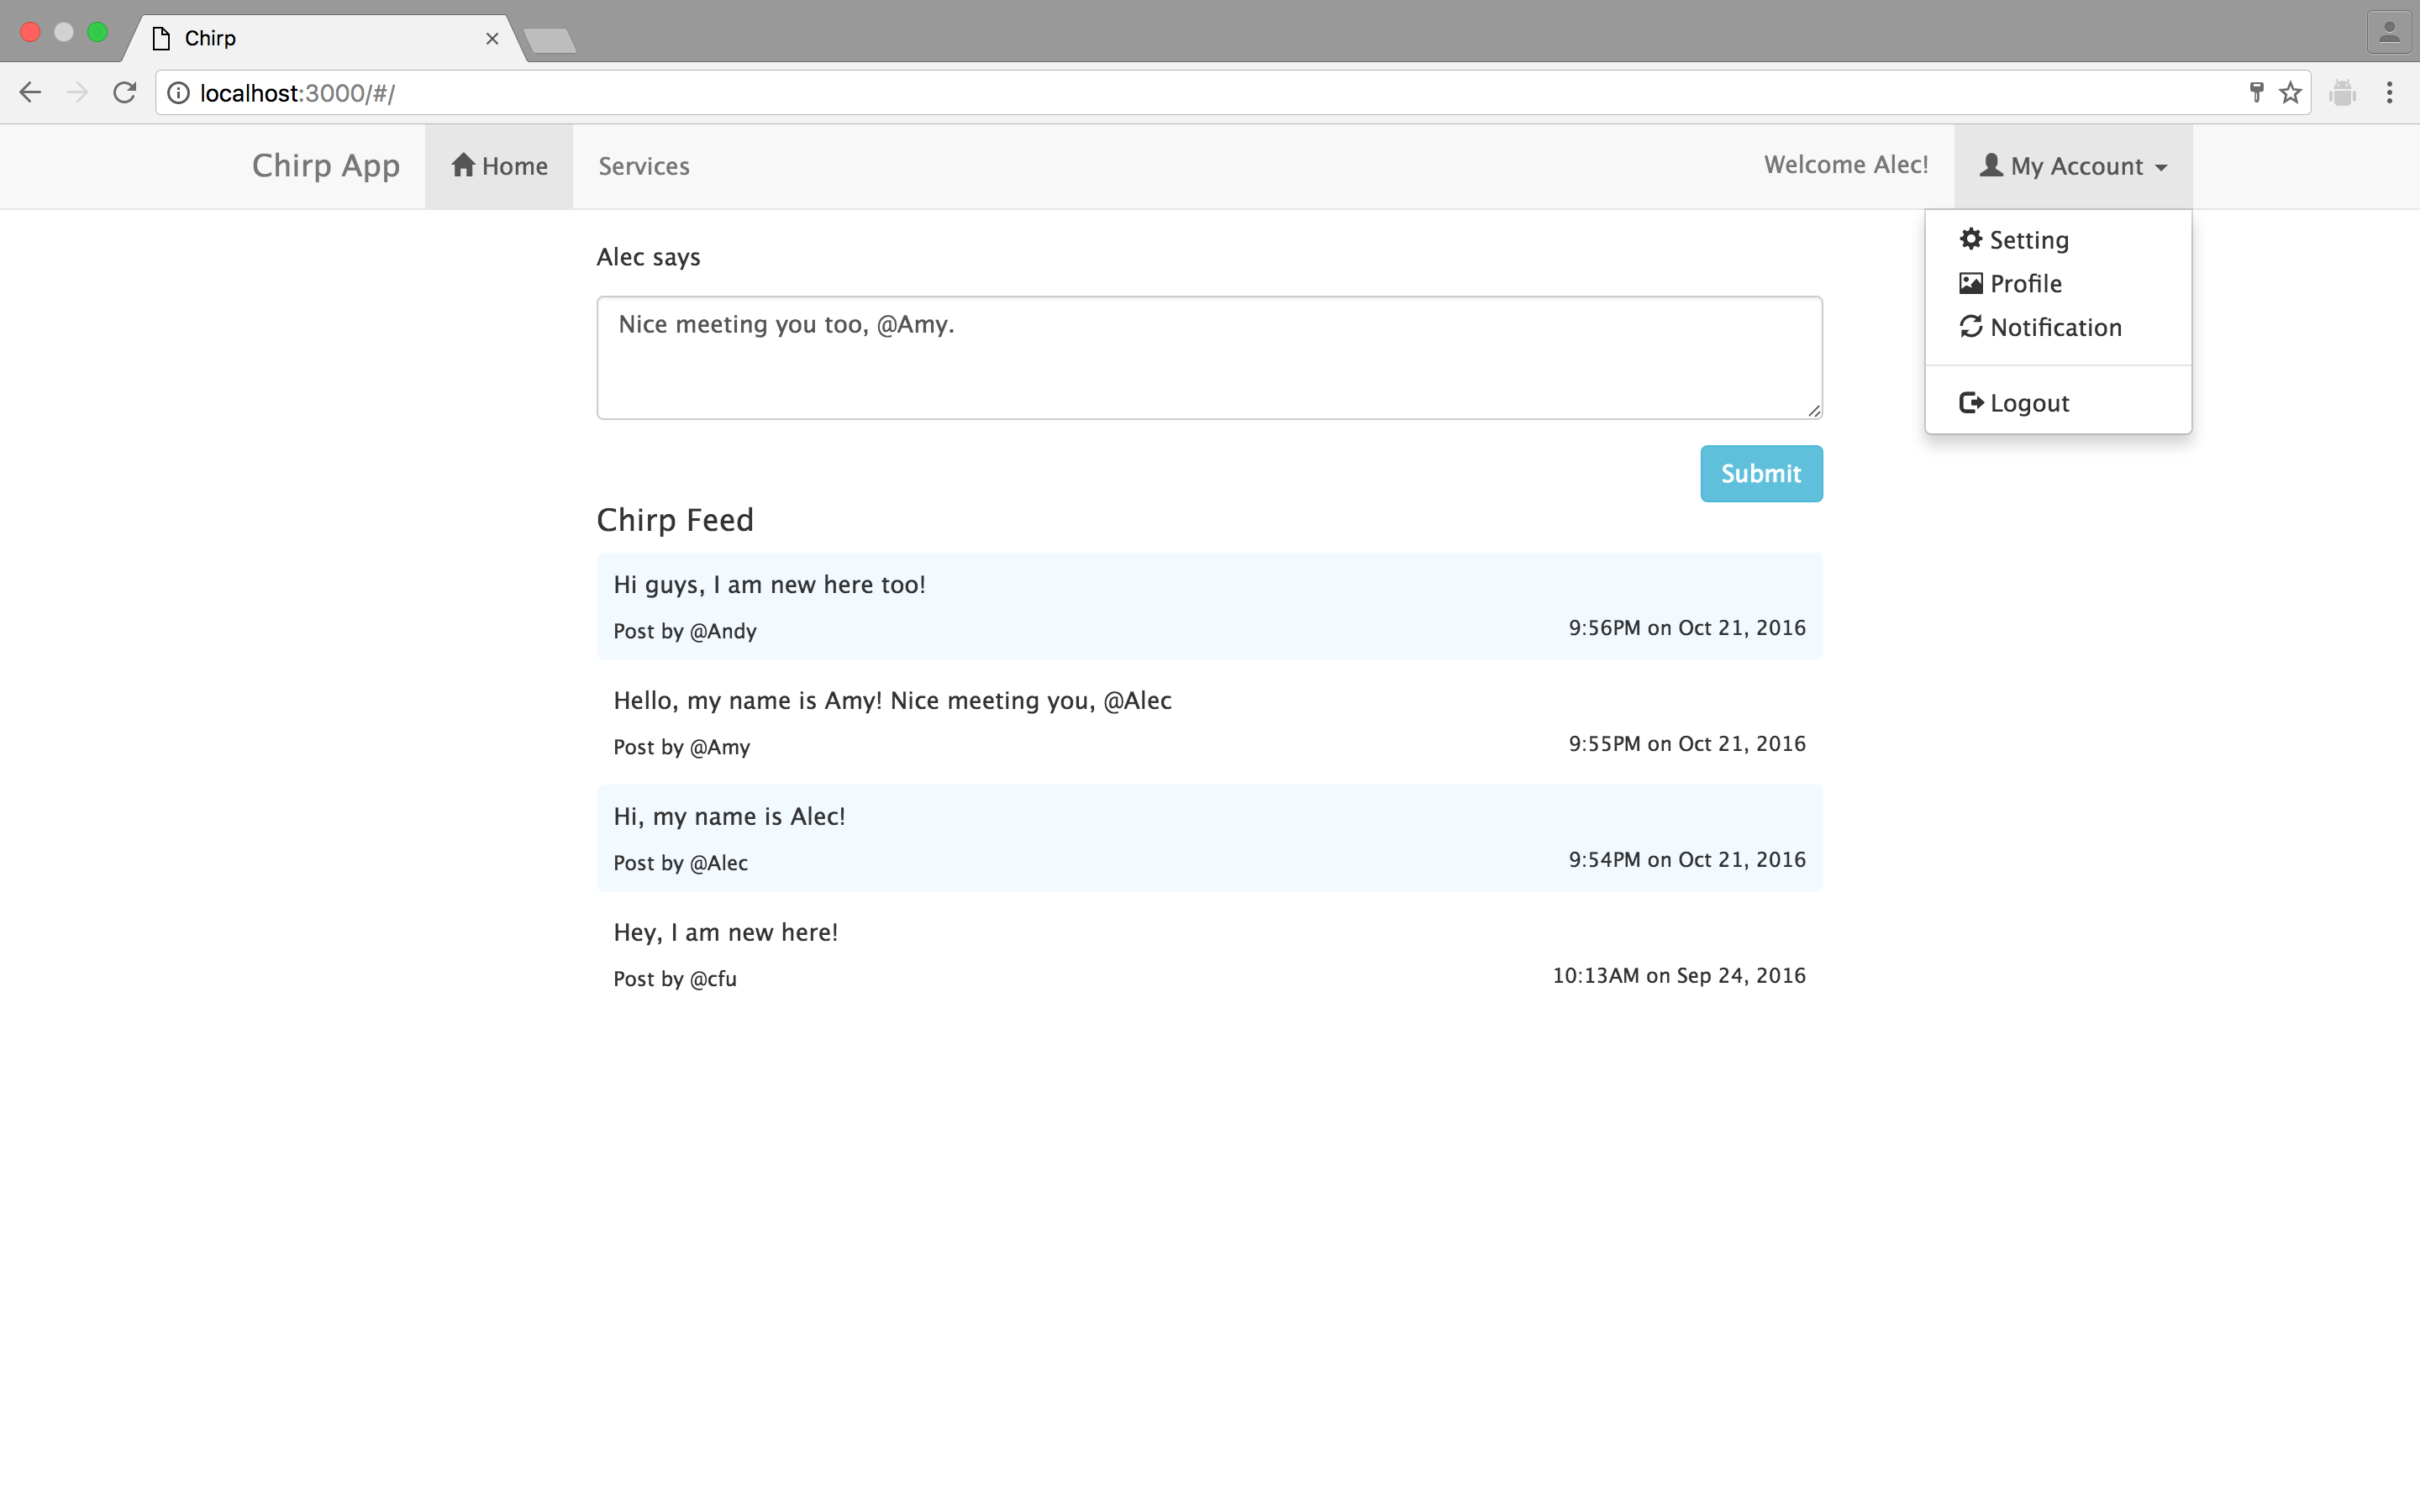 Chirp
localhost:3000/#/
Chirp App Home Services Welcome Alec! My Account
Setting
Profile
Notification
Logout
Alec says
Nice meeting you too, @Amy.
Submit
Chirp Feed
Hi guys, I am new here too!
Post by @Andy 9:56PM on Oct 21, 2016
Hello, my name is Amy! Nice meeting you, @Alec
Post by @Amy 9:55PM on Oct 21, 2016
Hi, my name is Alec!
Post by @Alec 9:54PM on Oct 21, 2016
Hey, I am new here!
Post by @cfu 10:13AM on Sep 24, 2016